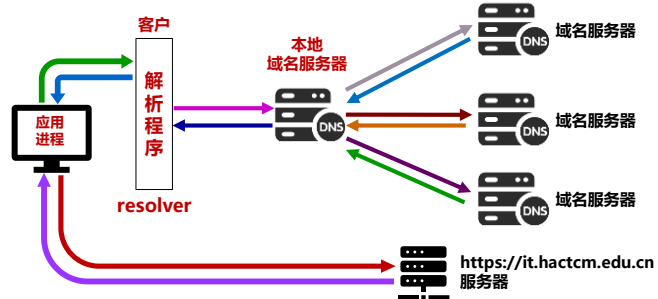 客户
解析程序
resolver
应用
进程
本地
域名服务器
DNS
DNS
域名服务器
DNS
域名服务器
DNS
域名服务器
https://it.hactcm.edu.cn
服务器